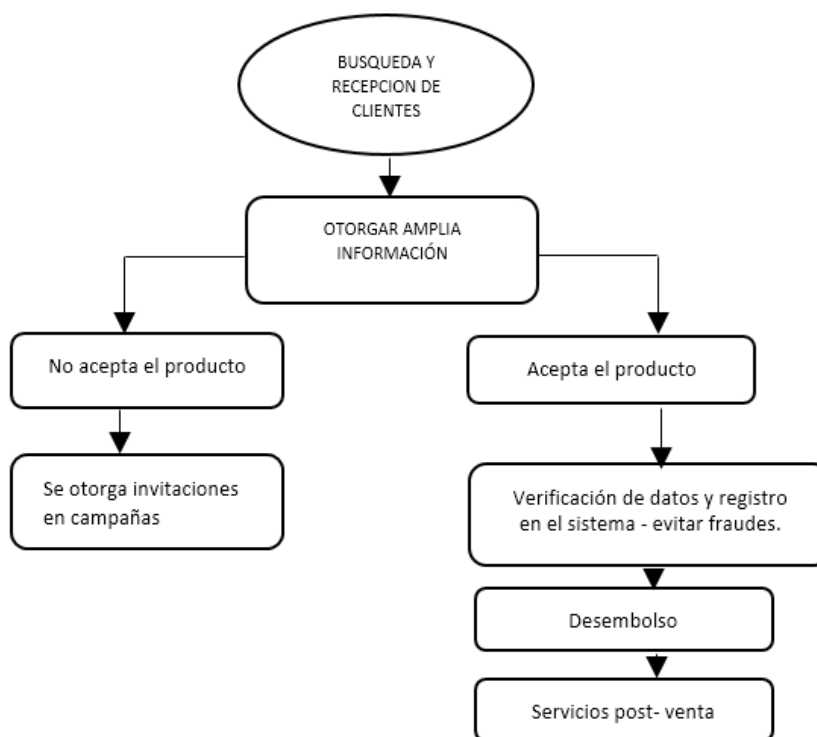 BUSQUEDA Y
RECEPCION DE
CLIENTES
OTORGAR AMPLIA
INFORMACIÓN
No acepta el producto
Acepta el producto
Se otorga invitaciones
en campañas
Verificación de datos y registro
en el sistema - evitar fraudes.
Desembolso
Servicios post- venta